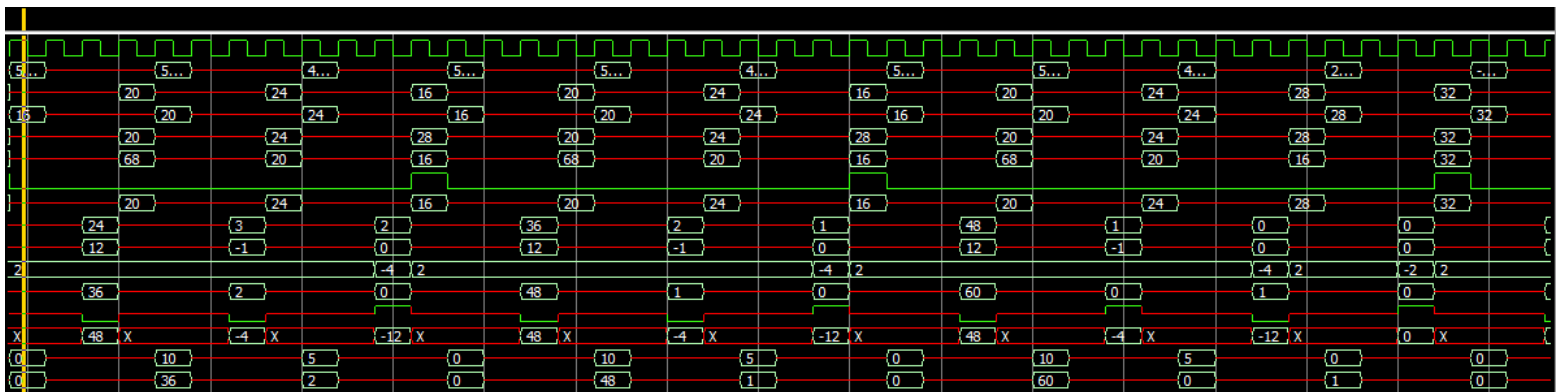 5... 5... 4... 5... 5... 4... 5... 5... 4... 2... -...
20 24 16 20 24 16 20 24 28 32
16 20 24 16 20 24 16 20 24 28 32
20 24 28 20 24 28 20 24 28 32
68 20 16 68 20 16 68 20 16 32
20 24 16 20 24 16 20 24 28 32
24 3 2 36 2 1 48 1 0 0
12 -1 0 12 -1 0 12 -1 0 0
2 -4 2 -4 2 -4 2 -2 2
36 2 0 48 1 0 60 0 1 0
X 48 X -4 X -12 X 48 X -4 X -12 X 48 X -4 X -12 X 0 X
0 10 5 0 10 5 0 10 5 0 0
0 36 2 0 48 1 0 60 0 1 0